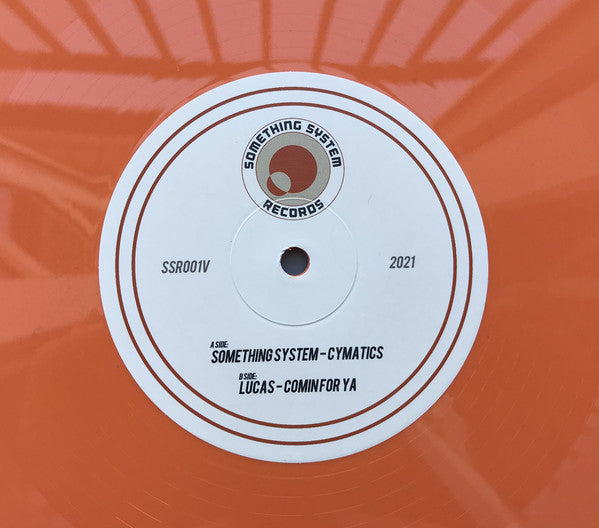 SOMETHING SYSTEM
RECORDS
SSR001V
2021
A SIDE:
SOMETHING SYSTEM - CYMATICS
B SIDE:
LUCAS - COMIN FOR YA